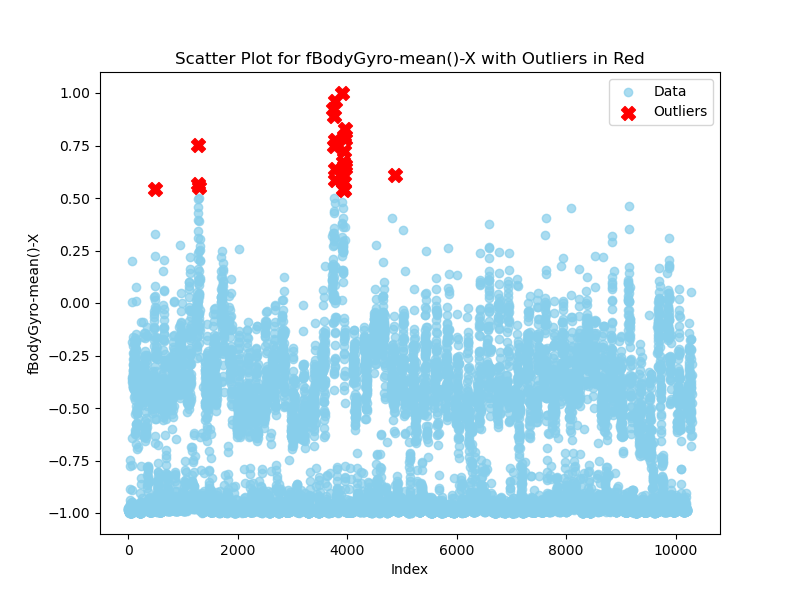 Scatter Plot for fBodyGyro-mean()-X with Outliers in Red
Data
Outliers
fBodyGyro-mean()-X
1.00
0.75
0.50
0.25
0.00
−0.25
−0.50
−0.75
−1.00
0 2000 4000 6000 8000 10000
Index